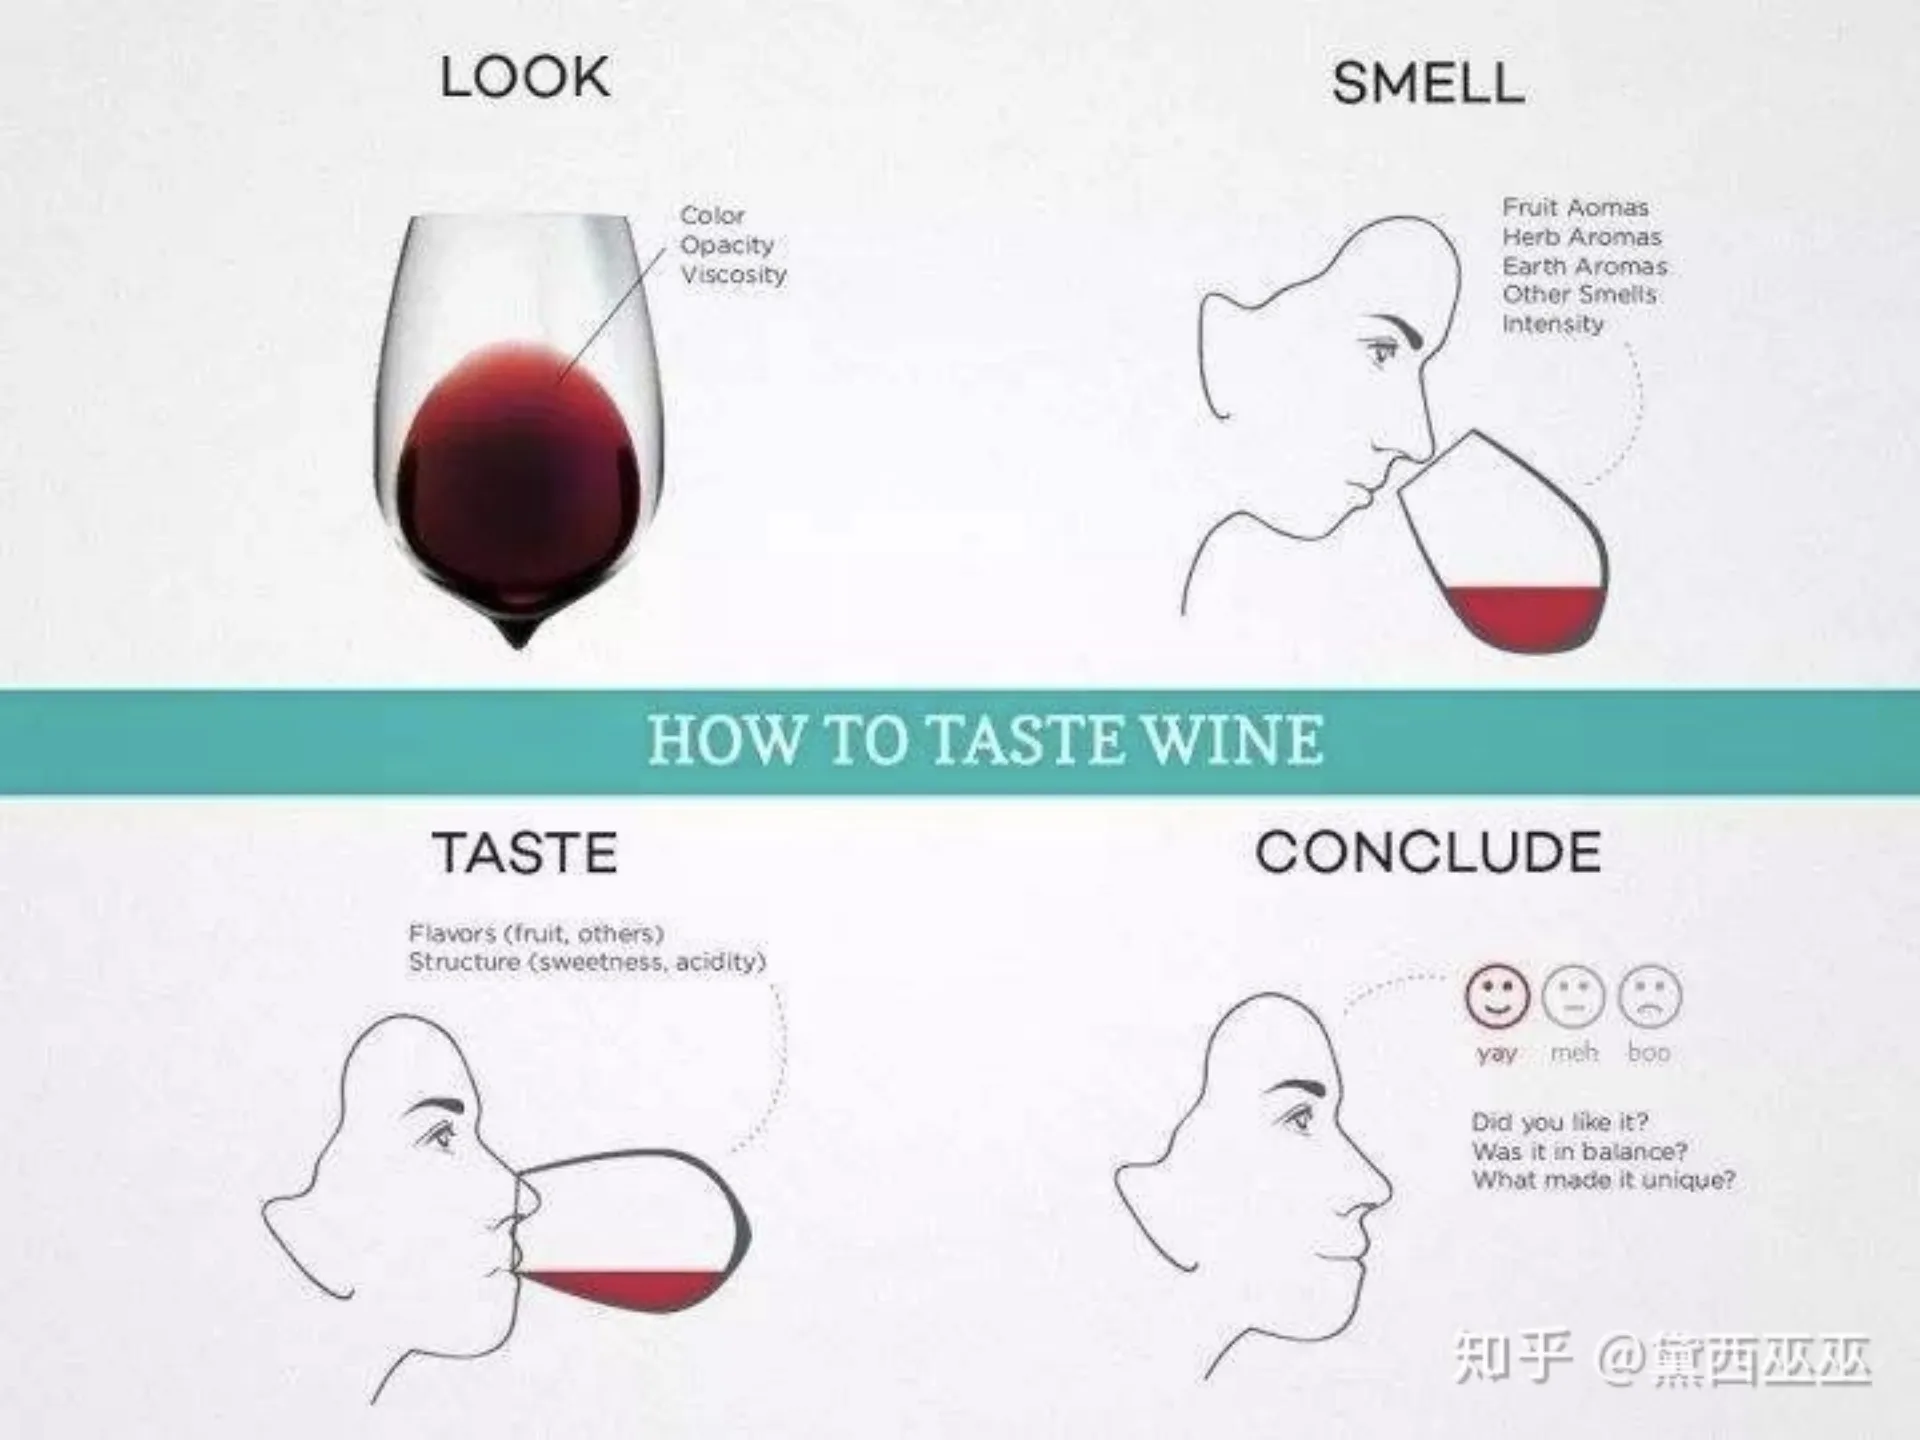 LOOK
Color
Opacity
Viscosity
SMELL
Fruit Aomas
Herb Aromas
Earth Aromas
Other Smells
Intensity
HOW TO TASTE WINE
TASTE
Flavors (fruit, others)
Structure (sweetness, acidity)
CONCLUDE
yay meh boo
Did you like it?
Was it in balance?
What made it unique?
知乎 @黛西巫巫